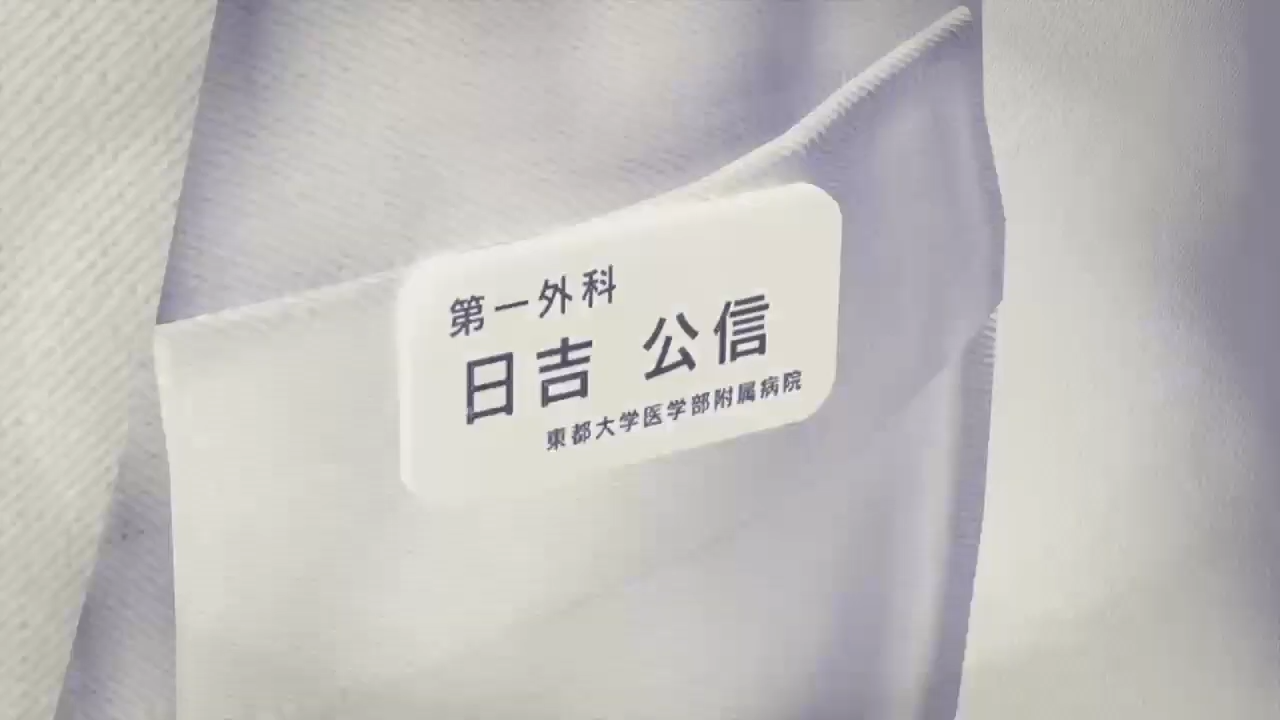 第一外科
日吉 公信
東都大学医学部附属病院